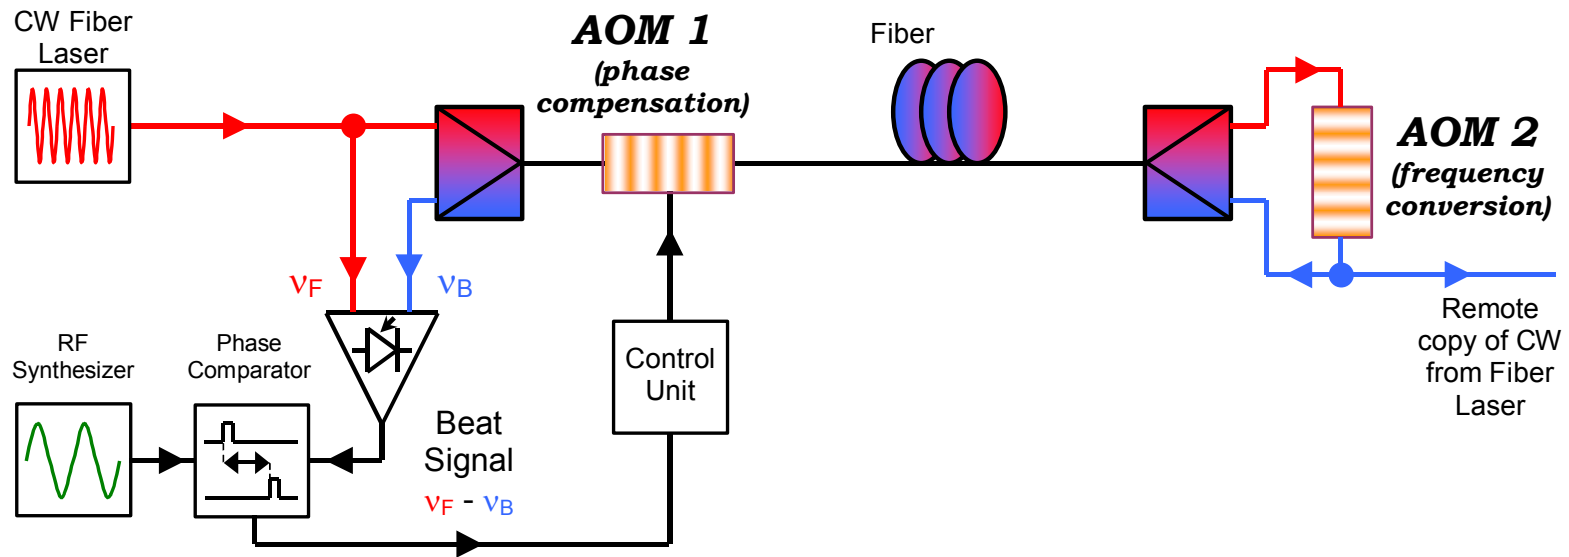 CW Fiber
Laser
AOM 1
(phase
compensation)
Fiber
AOM 2
(frequency
conversion)
νF
νB
RF
Synthesizer
Phase
Comparator
Beat
Signal
νF - νB
Control
Unit
Remote
copy of CW
from Fiber
Laser